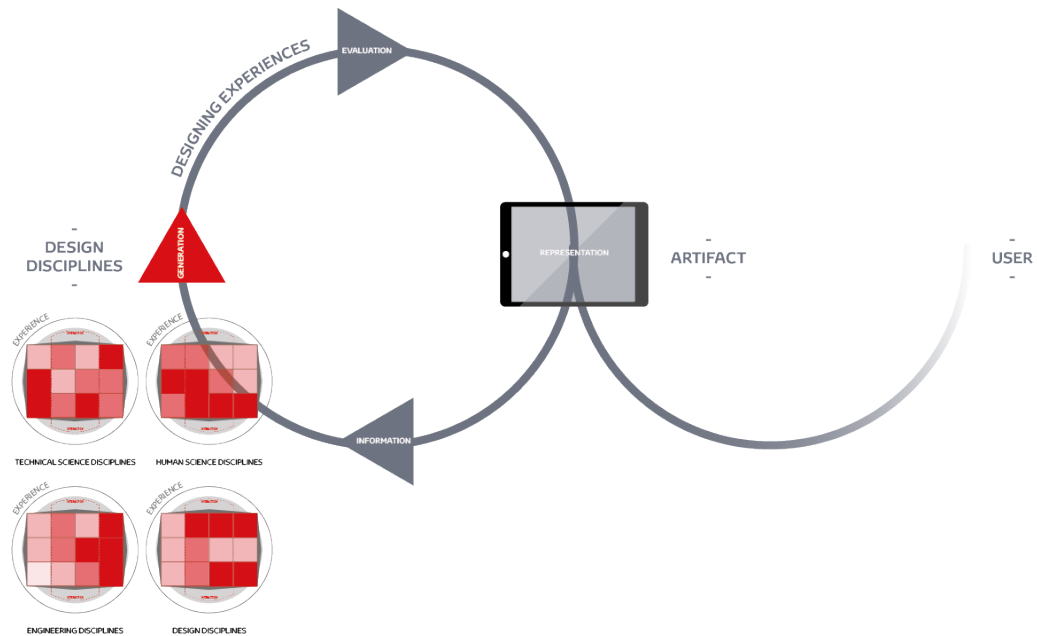 EVALUATION
DESIGNING EXPERIENCES
GENERATION
-
DESIGN
DISCIPLINES
-
REPRESENTATION
-
ARTIFACT
-
-
USER
-
INFORMATION
EXPERIENCE
EXPERIENCE
TECHNICAL SCIENCE DISCIPLINES
HUMAN SCIENCE DISCIPLINES
EXPERIENCE
EXPERIENCE
ENGINEERING DISCIPLINES
DESIGN DISCIPLINES